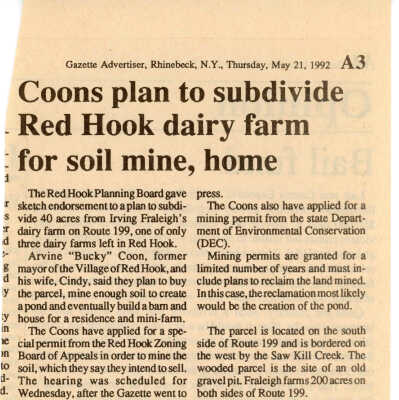 Gazette Advertiser, Rhinebeck, N.Y., Thursday, May 21, 1992 A3
Coons plan to subdivide
Red Hook dairy farm
for soil mine, home
The Red Hook Planning Board gave
sketch endorsement to a plan to subdi-
vide 40 acres from Irving Fraleigh's
dairy farm on Route 199, one of only
three dairy farms left in Red Hook.
Arvine "Bucky" Coon, former
mayor of the Village of Red Hook, and
his wife, Cindy, said they plan to buy
the parcel, mine enough soil to create
a pond and eventually build a barn and
house for a residence and mini-farm.
The Coons have applied for a spe-
cial permit from the Red Hook Zoning
Board of Appeals in order to mine the
soil, which they say they intend to sell.
The hearing was scheduled for
Wednesday, after the Gazette went to
press.
The Coons also have applied for a
mining permit from the state Depart-
ment of Environmental Conservation
(DEC).
Mining permits are granted for a
limited number of years and must in-
clude plans to reclaim the land mined.
In this case, the reclamation most likely
would be the creation of the pond.
The parcel is located on the south
side of Route 199 and is bordered on
the west by the Saw Kill Creek. The
wooded parcel is the site of an old
gravel pit. Fraleigh farms 200 acres on
both sides of Route 199.